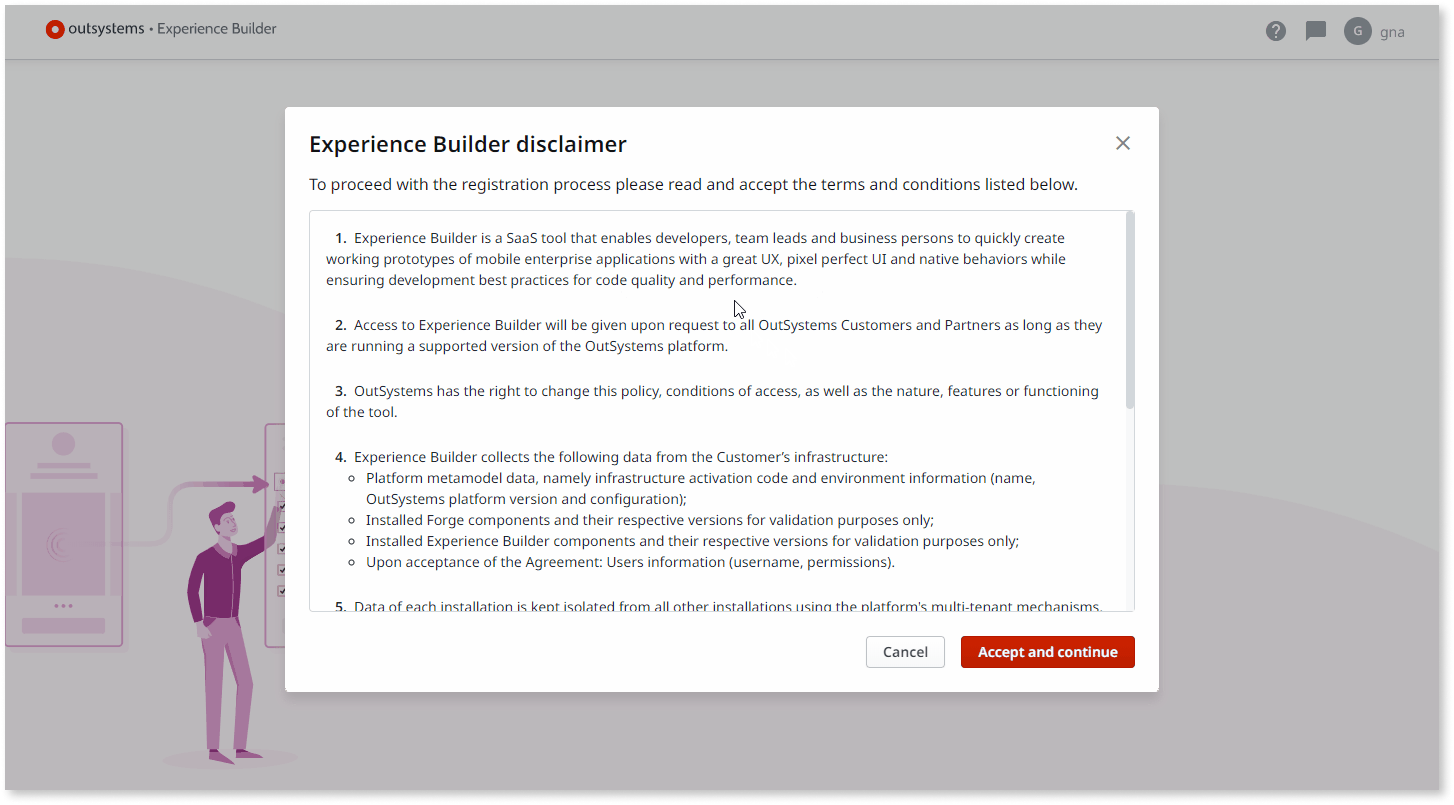 outsystems • Experience Builder
? G gna
Experience Builder disclaimer
To proceed with the registration process please read and accept the terms and conditions listed below.
1. Experience Builder is a SaaS tool that enables developers, team leads and business persons to quickly create
working prototypes of mobile enterprise applications with a great UX, pixel perfect UI and native behaviors while
ensuring development best practices for code quality and performance.
2. Access to Experience Builder will be given upon request to all OutSystems Customers and Partners as long as they
are running a supported version of the OutSystems platform.
3. OutSystems has the right to change this policy, conditions of access, as well as the nature, features or functioning
of the tool.
4. Experience Builder collects the following data from the Customer’s infrastructure:
Platform metamodel data, namely infrastructure activation code and environment information (name,
OutSystems platform version and configuration);
Installed Forge components and their respective versions for validation purposes only;
Installed Experience Builder components and their respective versions for validation purposes only;
Upon acceptance of the Agreement: Users information (username, permissions).
5. Data of each installation is kept isolated from all other installations using the platform's multi-tenant mechanisms.
Cancel
Accept and continue